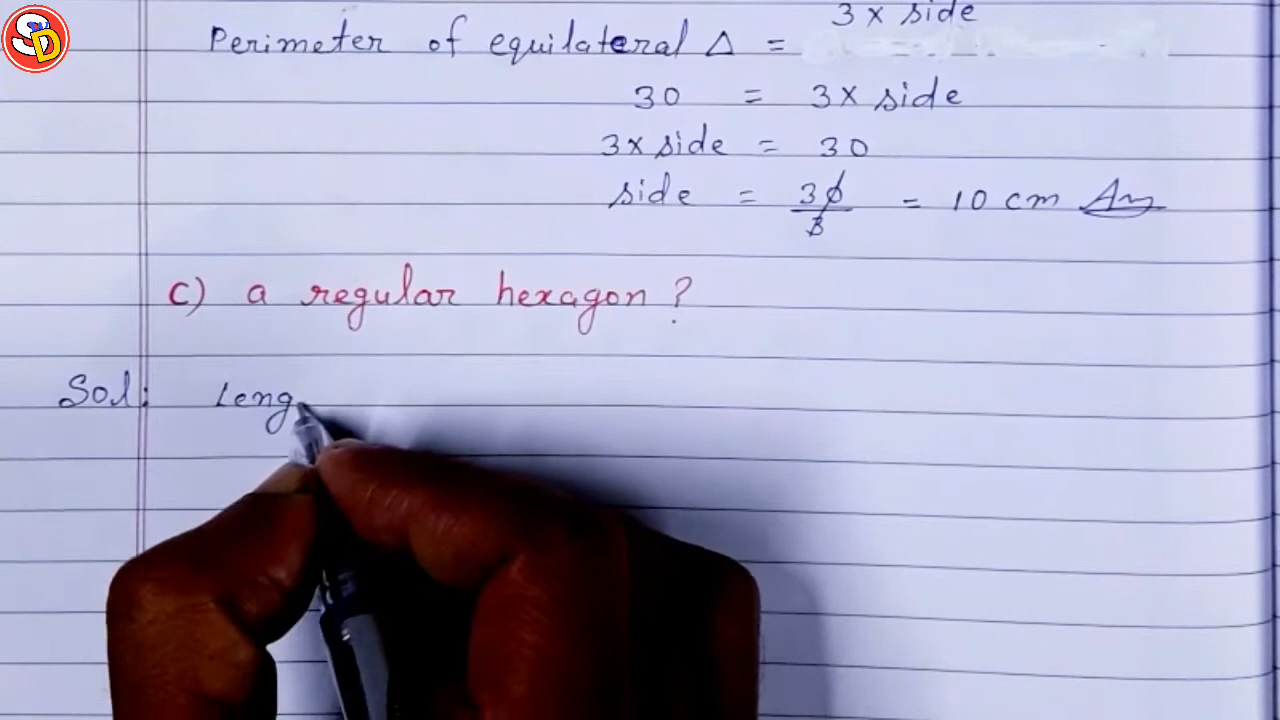 SD
3 x side
Perimeter of equilateral Δ =
30 = 3 x side
3 x side = 30
side = 30/3 = 10 cm Ans
c) a regular hexagon ?
Sol: Leng